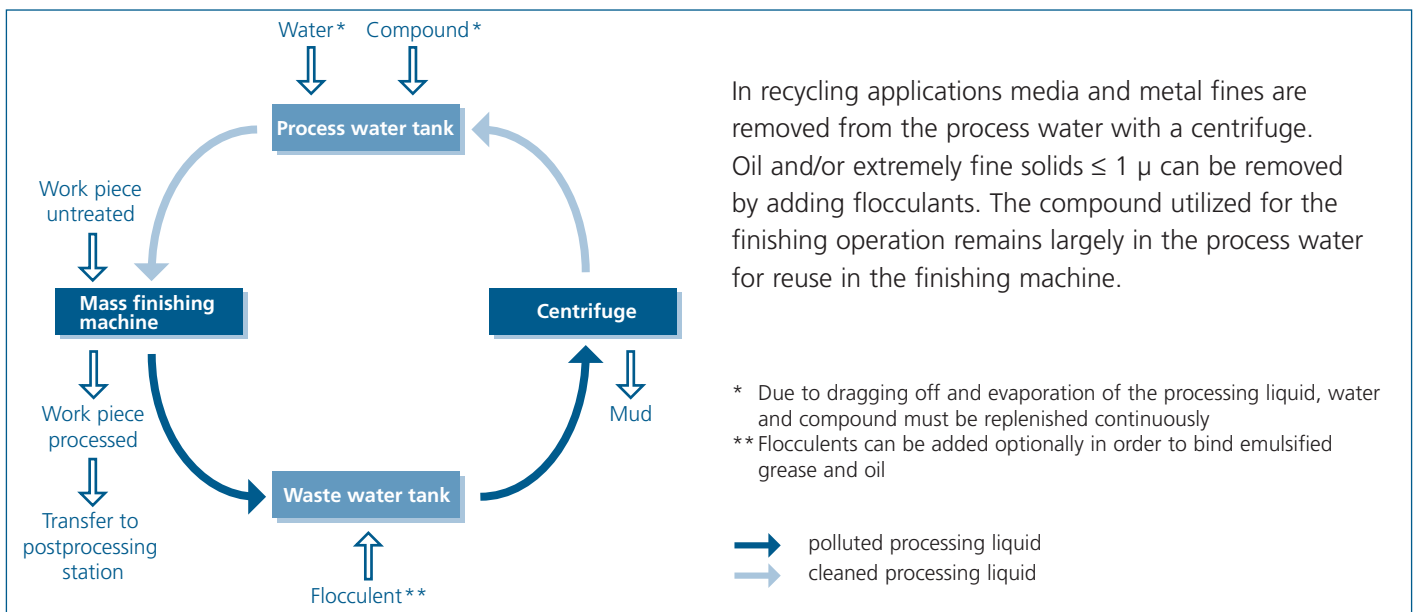 Water*
Compound*
Process water tank
Work piece
untreated
Mass finishing
machine
Centrifuge
Work piece
processed
Mud
Waste water tank
Transfer to
postprocessing
station
Flocculent**
In recycling applications media and metal fines are
removed from the process water with a centrifuge.
Oil and/or extremely fine solids ≤ 1 µ can be removed
by adding flocculants. The compound utilized for the
finishing operation remains largely in the process water
for reuse in the finishing machine.
* Due to dragging off and evaporation of the processing liquid, water
and compound must be replenished continuously
** Flocculents can be added optionally in order to bind emulsified
grease and oil
polluted processing liquid
cleaned processing liquid